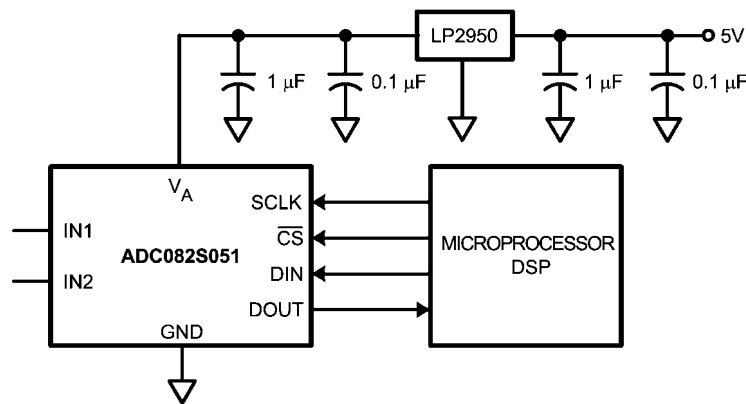 LP2950
5V
1 µF
0.1 µF
1 µF
0.1 µF
VA
SCLK
IN1
CS
ADC082S051
MICROPROCESSOR
DSP
IN2
DIN
DOUT
GND